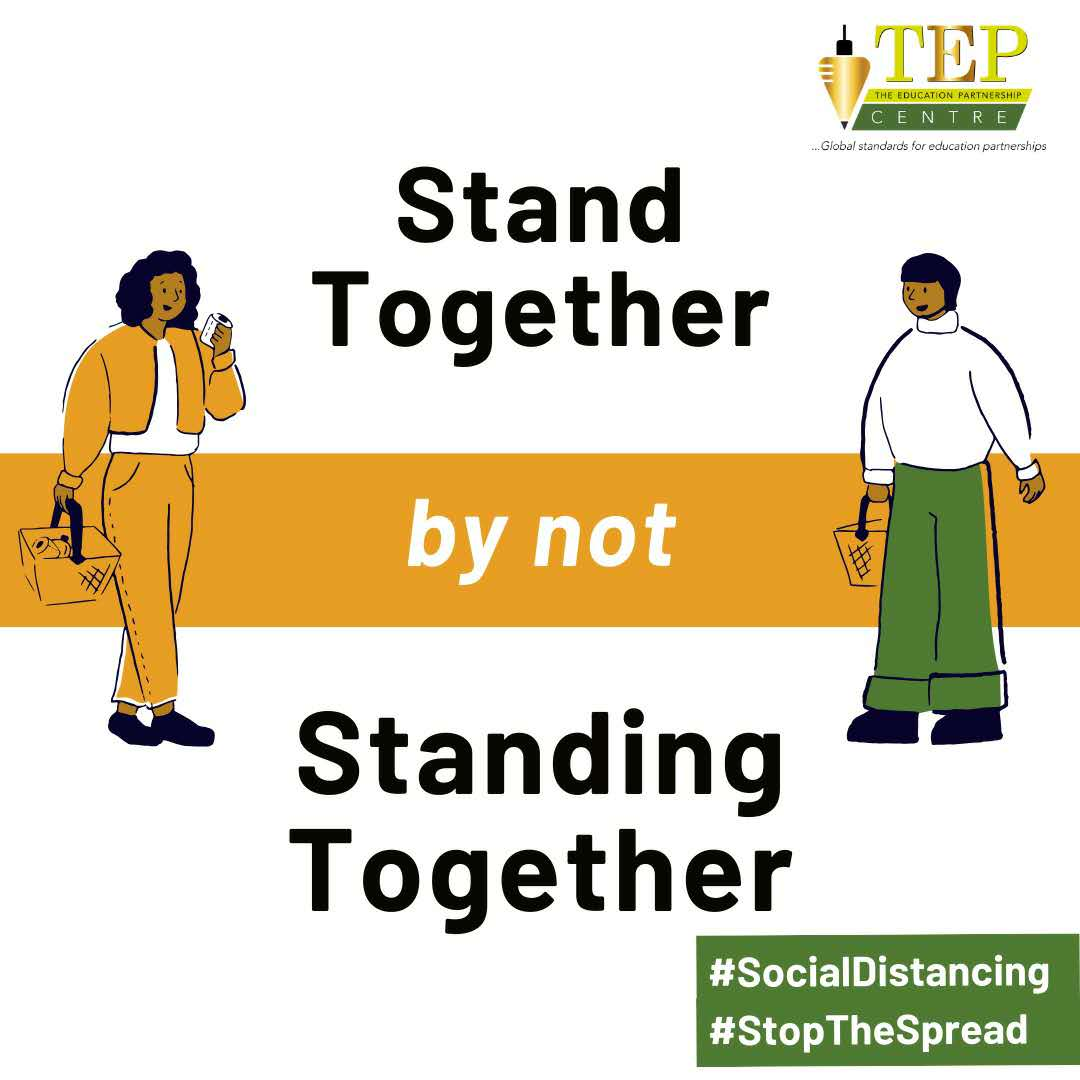 TEP
THE EDUCATION PARTNERSHIP
CENTRE
...Global standards for education partnerships
Stand
Together
by not
Standing
Together
#SocialDistancing
#StopTheSpread